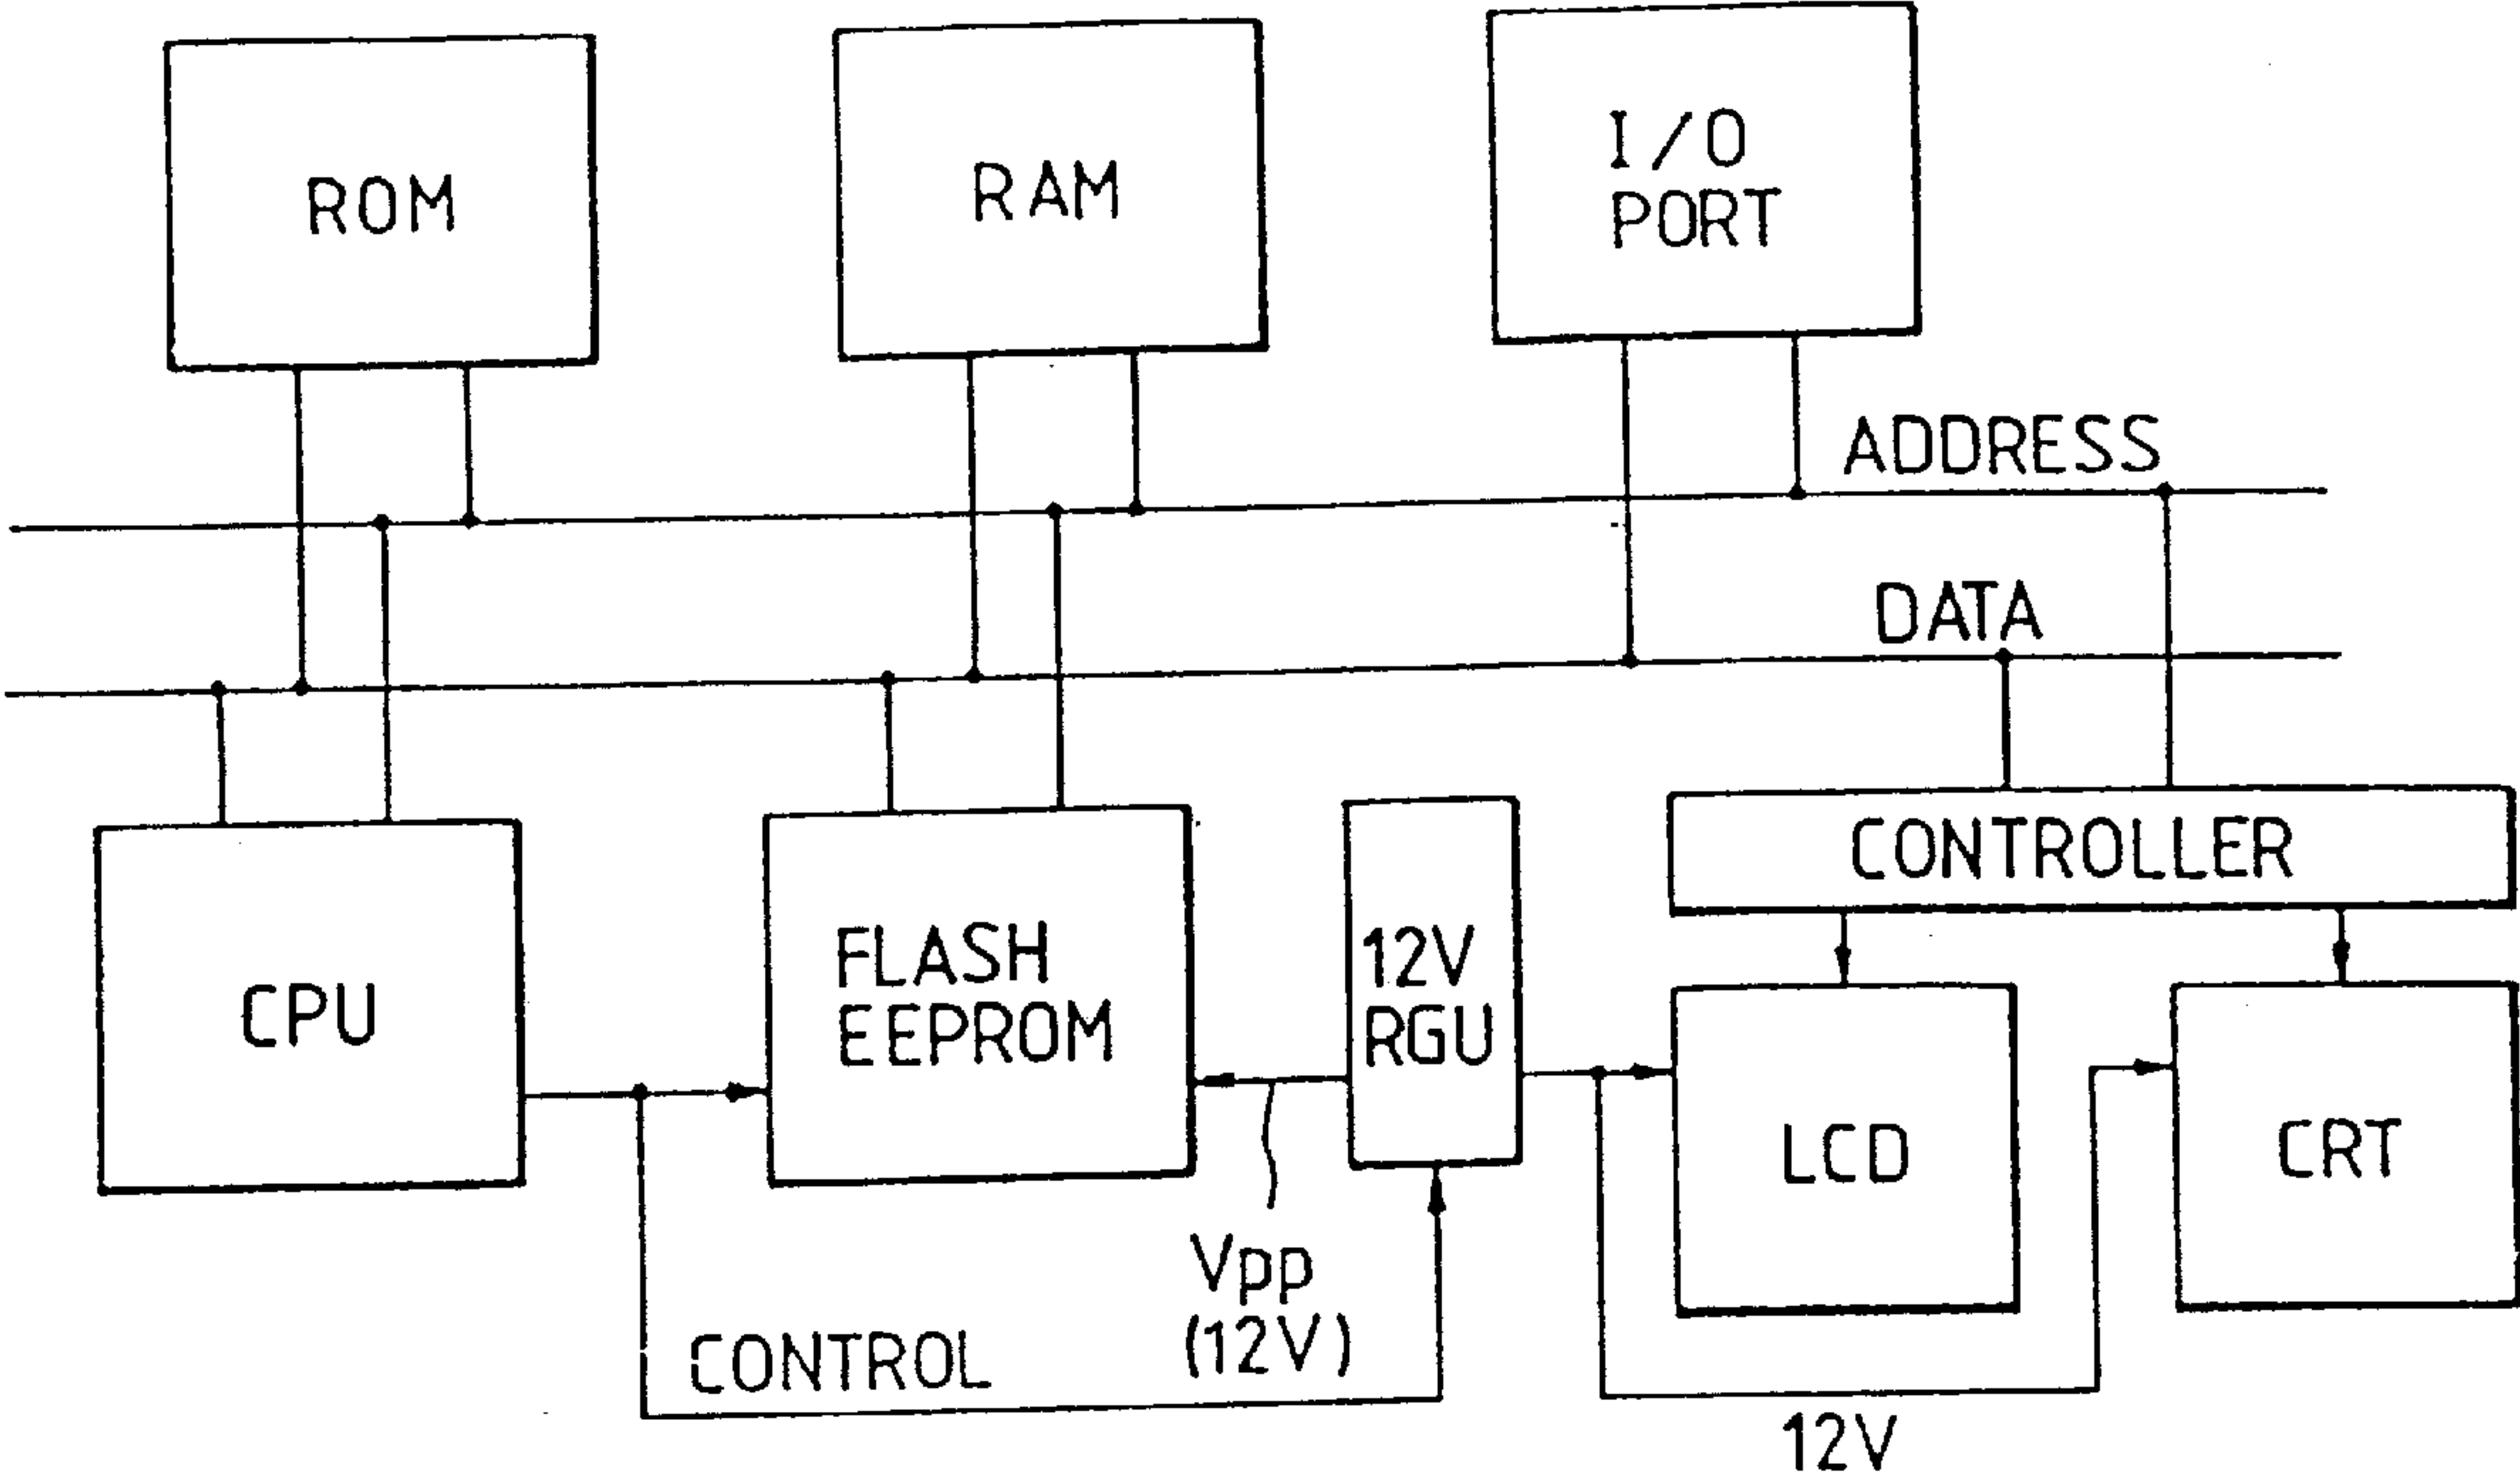 ROM
RAM
I/O
PORT
ADDRESS
DATA
CONTROLLER
CPU
FLASH
EEPROM
12V
RGU
LCD
CRT
Vpp
(12V)
CONTROL
12V